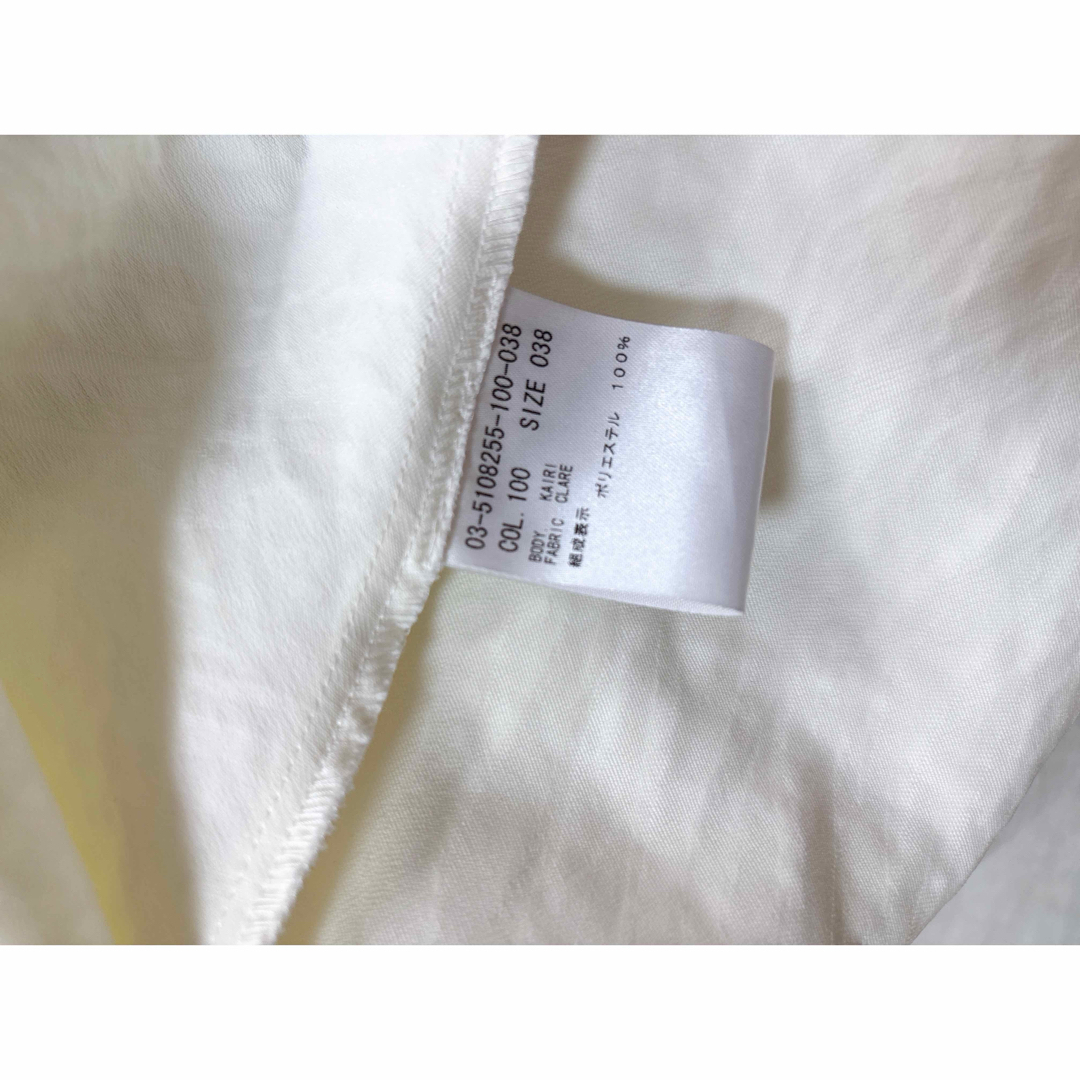 03-5108255-100-038
COL. 100 SIZE 038
BODY KAIRI
FABRIC CLARE
組成表示 ポリエステル 100%